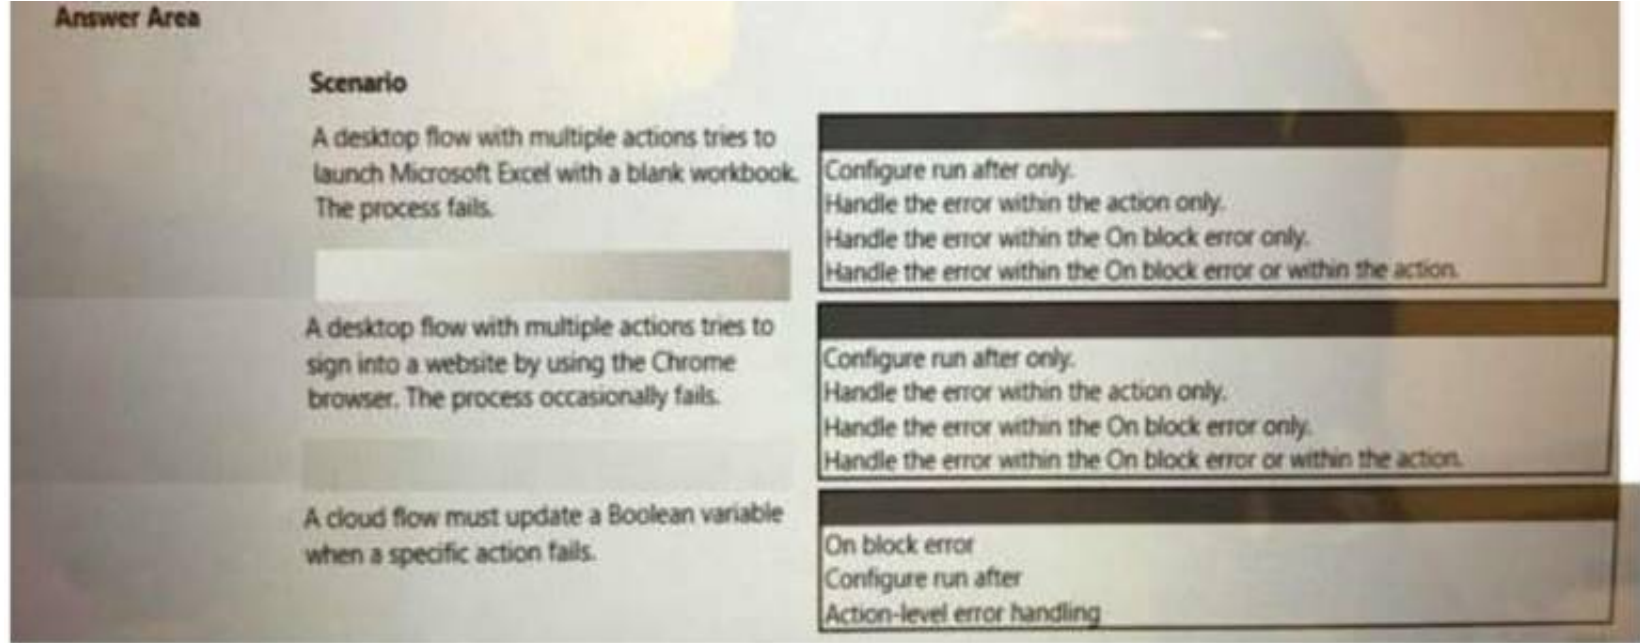 Answer Area
Scenario
A desktop flow with multiple actions tries to
launch Microsoft Excel with a blank workbook.
The process fails.
Configure run after only.
Handle the error within the action only.
Handle the error within the On block error only.
Handle the error within the On block error or within the action.
A desktop flow with multiple actions tries to
sign into a website by using the Chrome
browser. The process occasionally fails.
Configure run after only.
Handle the error within the action only.
Handle the error within the On block error only.
Handle the error within the On block error or within the action.
A cloud flow must update a Boolean variable
when a specific action fails.
On block error
Configure run after
Action-level error handling